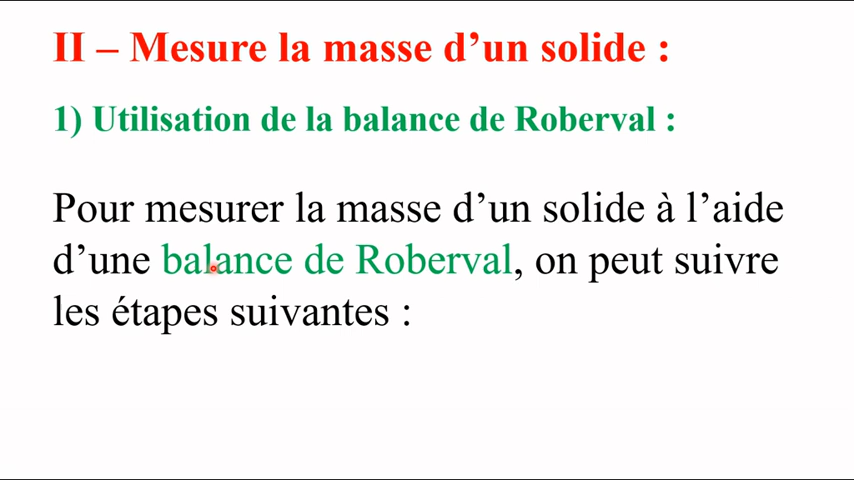 II – Mesure la masse d’un solide :
1) Utilisation de la balance de Roberval :
Pour mesurer la masse d’un solide à l’aide
d’une balance de Roberval, on peut suivre
les étapes suivantes :